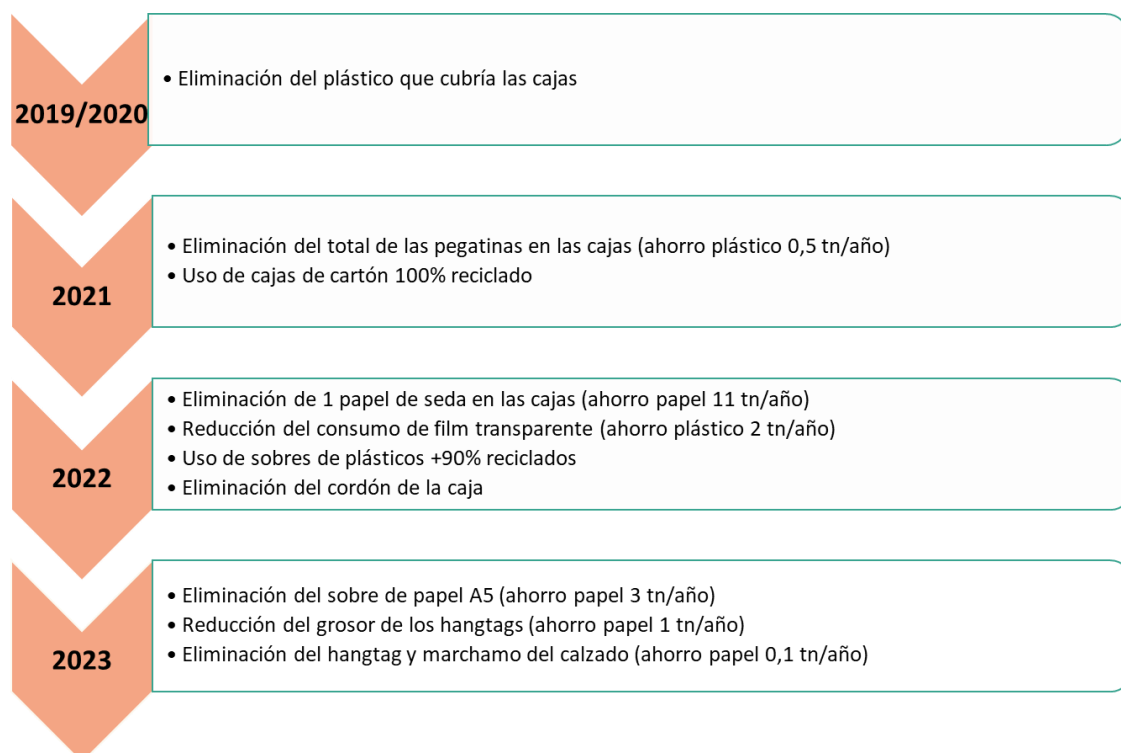 2019/2020
• Eliminación del plástico que cubría las cajas
2021
• Eliminación del total de las pegatinas en las cajas (ahorro plástico 0,5 tn/año)
• Uso de cajas de cartón 100% reciclado
2022
• Eliminación de 1 papel de seda en las cajas (ahorro papel 11 tn/año)
• Reducción del consumo de film transparente (ahorro plástico 2 tn/año)
• Uso de sobres de plásticos +90% reciclados
• Eliminación del cordón de la caja
2023
• Eliminación del sobre de papel A5 (ahorro papel 3 tn/año)
• Reducción del grosor de los hangtags (ahorro papel 1 tn/año)
• Eliminación del hangtag y marchamo del calzado (ahorro papel 0,1 tn/año)